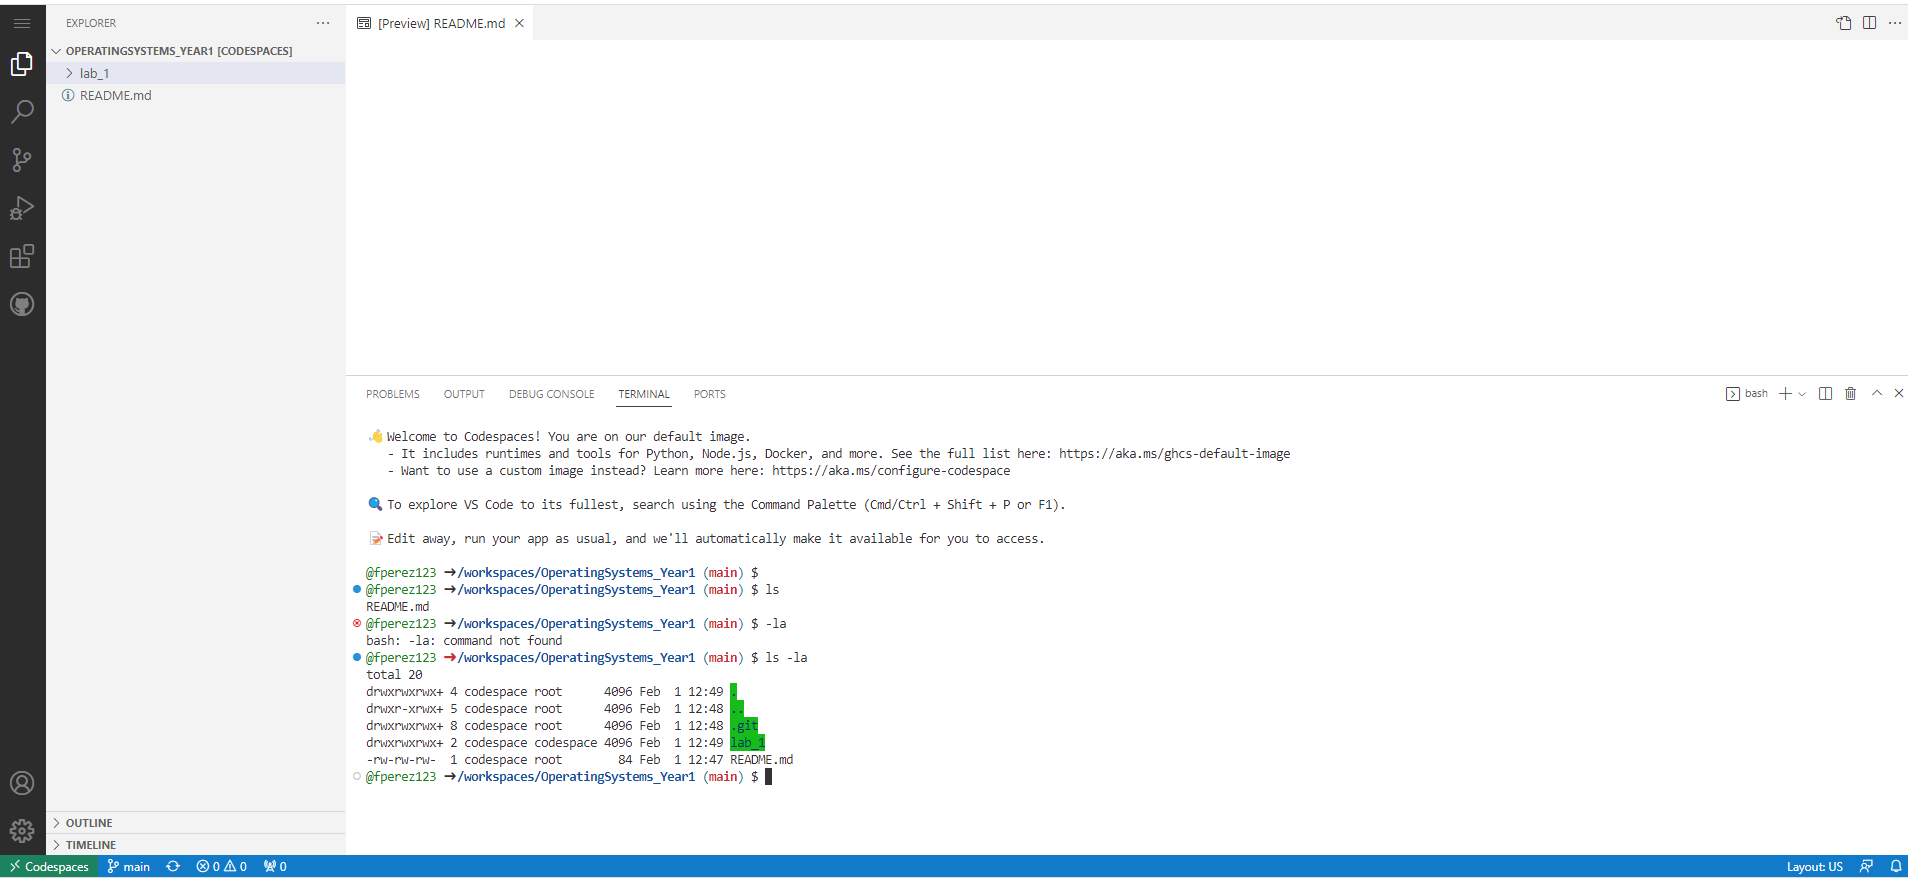 EXPLORER
OPERATINGSYSTEMS_YEAR1 [CODESPACES]
lab_1
README.md
OUTLINE
TIMELINE
[Preview] README.md
PROBLEMS OUTPUT DEBUG CONSOLE TERMINAL PORTS
bash
Welcome to Codespaces! You are on our default image.
- It includes runtimes and tools for Python, Node.js, Docker, and more. See the full list here: https://aka.ms/ghcs-default-image
- Want to use a custom image instead? Learn more here: https://aka.ms/configure-codespace
To explore VS Code to its fullest, search using the Command Palette (Cmd/Ctrl + Shift + P or F1).
Edit away, run your app as usual, and we'll automatically make it available for you to access.
@fperez123 ➜/workspaces/OperatingSystems_Year1 (main) $
@fperez123 ➜/workspaces/OperatingSystems_Year1 (main) $ ls
README.md
@fperez123 ➜/workspaces/OperatingSystems_Year1 (main) $ -la
bash: -la: command not found
@fperez123 ➜/workspaces/OperatingSystems_Year1 (main) $ ls -la
total 20
drwxrwxrwx+ 4 codespace root      4096 Feb  1 12:49 .
drwxr-xrwx+ 5 codespace root      4096 Feb  1 12:48 ..
drwxrwxrwx+ 8 codespace root      4096 Feb  1 12:48 .git
drwxrwxrwx+ 2 codespace codespace 4096 Feb  1 12:49 lab_1
-rw-rw-rw-  1 codespace root        84 Feb  1 12:47 README.md
@fperez123 ➜/workspaces/OperatingSystems_Year1 (main) $
Codespaces main 0 0 0 Layout: US